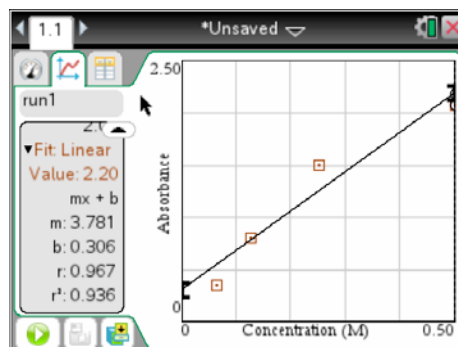 1.1
*Unsaved
run1
Fit: Linear
Value: 2.20
mx + b
m: 3.781
b: 0.306
r: 0.967
r²: 0.936
2.50
Absorbance
0
0
Concentration (M)
0.50